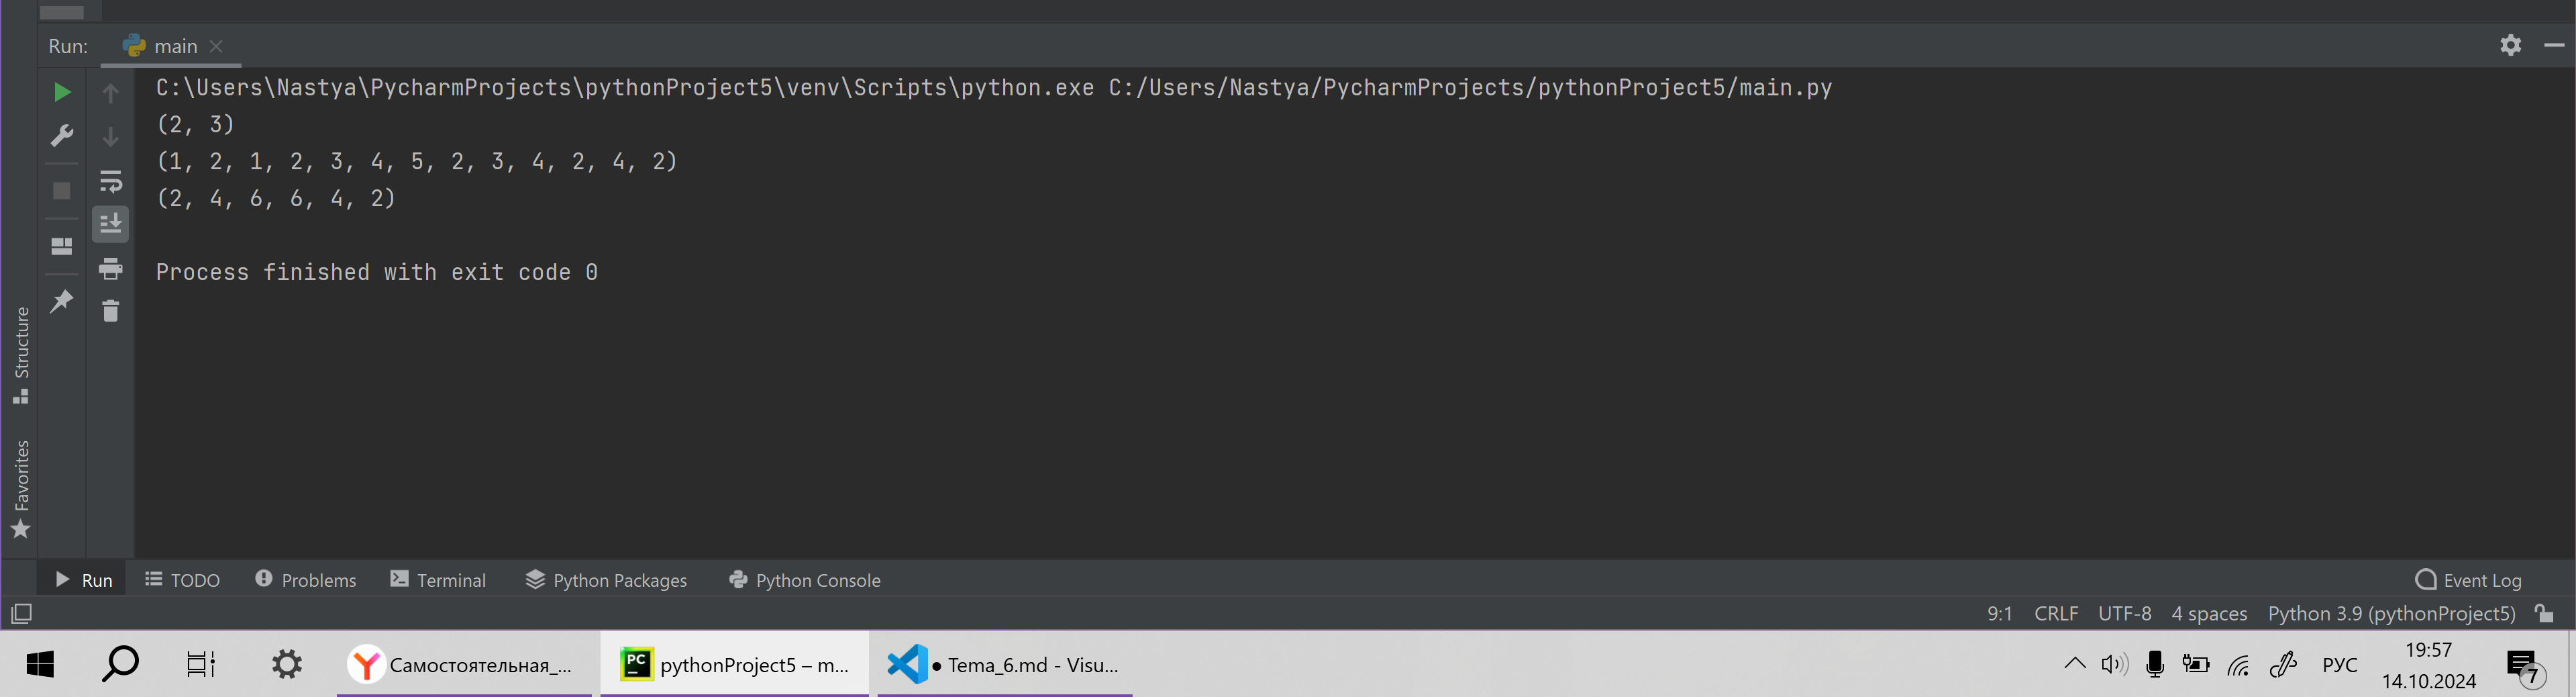 Run: main
C:\Users\Nastya\PycharmProjects\pythonProject5\venv\Scripts\python.exe C:/Users/Nastya/PycharmProjects/pythonProject5/main.py
(2, 3)
(1, 2, 1, 2, 3, 4, 5, 2, 3, 4, 2, 4, 2)
(2, 4, 6, 6, 4, 2)
Process finished with exit code 0
Structure
Favorites
Run TODO Problems Terminal Python Packages Python Console Event Log
9:1 CRLF UTF-8 4 spaces Python 3.9 (pythonProject5)
PC Самостоятельная_... pythonProject5 – m... ● Tema_6.md - Visu... РУС 19:57
14.10.2024 7